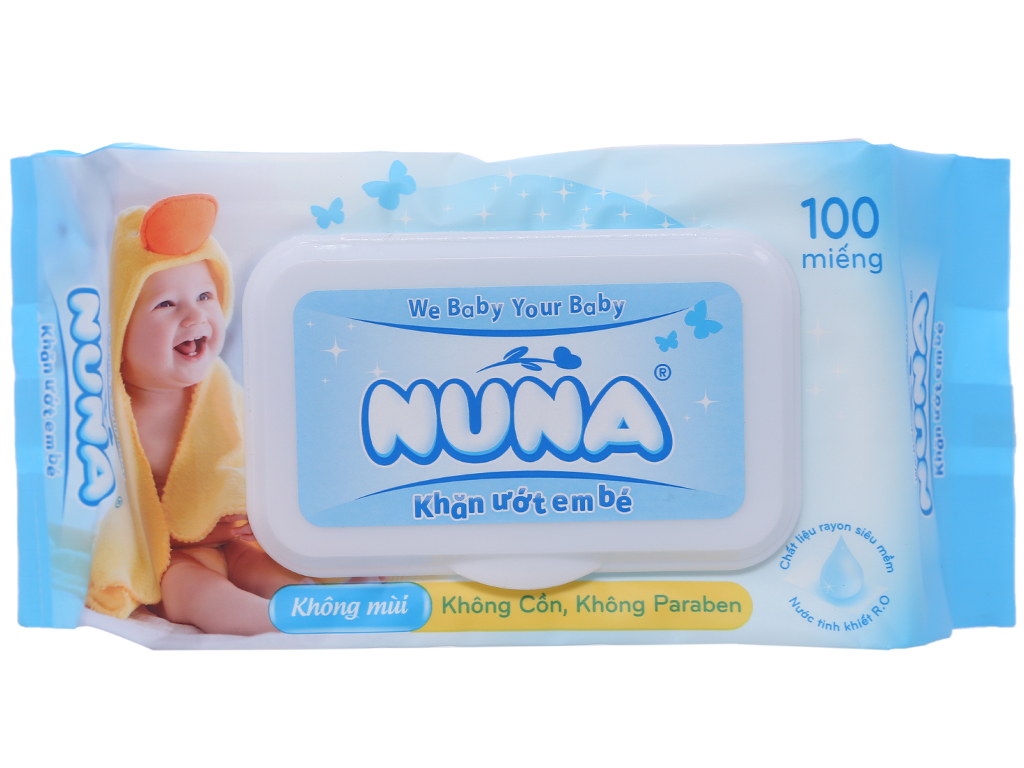 100
miếng
We Baby Your Baby
NUNA®
Khăn ướt em bé
NUNA®
Khăn ướt em bé
NUNA
Khăn ướt em bé
Chất liệu rayon siêu mềm
Nước tinh khiết R.O
Không mùi
Không Cồn, Không Paraben